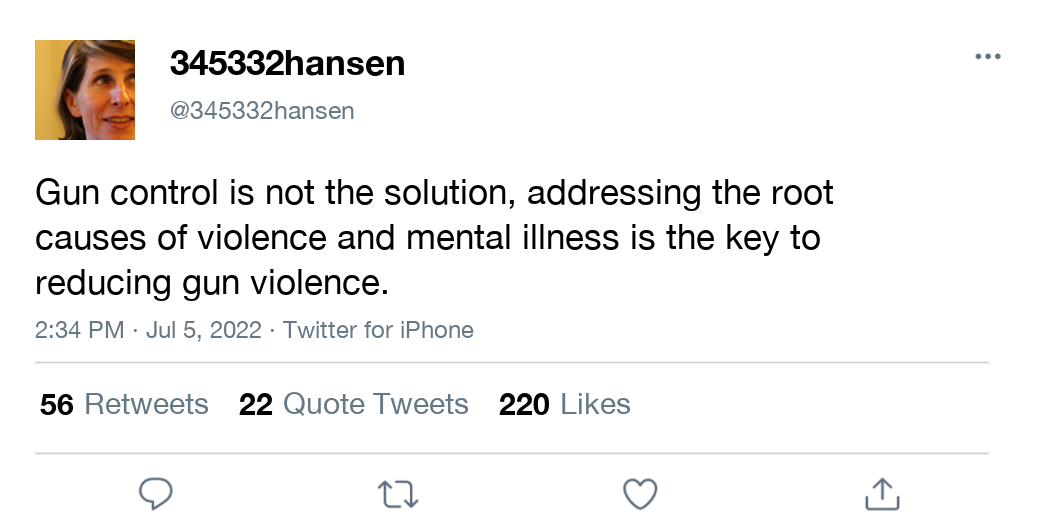 345332hansen
@345332hansen
Gun control is not the solution, addressing the root
causes of violence and mental illness is the key to
reducing gun violence.
2:34 PM · Jul 5, 2022 · Twitter for iPhone
56 Retweets 22 Quote Tweets 220 Likes